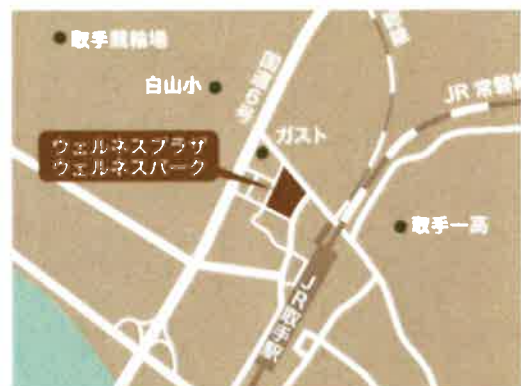 取手競輪場
白山小
国道6号
JR 常磐線
ガスト
ウェルネスプラザ
ウェルネスパーク
取手一高
JR取手駅